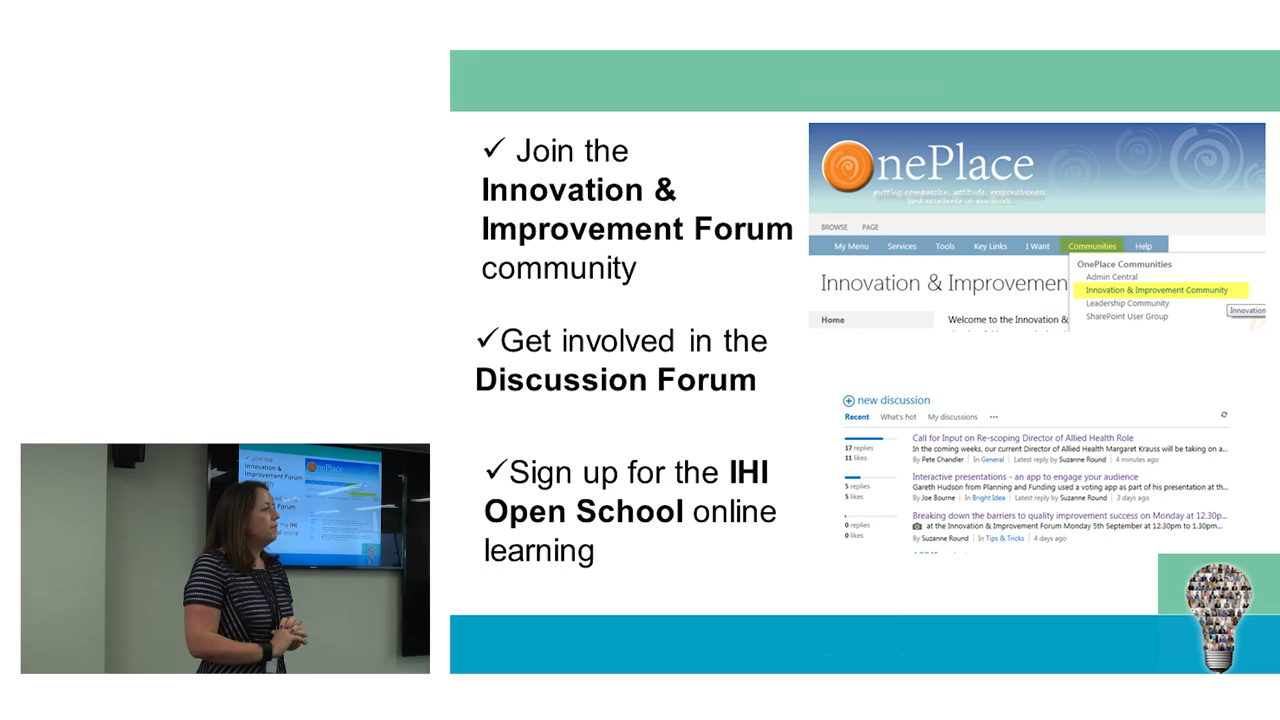 ✓ Join the
Innovation &
Improvement Forum
community
✓Get involved in the
Discussion Forum
✓Sign up for the IHI
Open School online
learning
OnePlace
putting compassion, attitude, responsiveness
and excellence in our work
BROWSE PAGE
My Menu Services Tools Key Links I Want Communities Help
OnePlace Communities
Admin Central
Innovation & Improvement Community
Leadership Community
SharePoint User Group
Innovation & Improvemen
Innovation
Home
Welcome to the Innovation &
new discussion
Recent What's hot My discussions ...
Call for Input on Re-scoping Director of Allied Health Role
17 replies
In the coming weeks, our current Director of Allied Health Margaret Krauss will be taking on a...
11 likes
By Pete Chandler | In General | Latest reply by Suzanne Round | 4 minutes ago
Interactive presentations - an app to engage your audience
5 replies
Gareth Hudson from Planning and Funding used a voting app as part of his presentation at th...
5 likes
By Joe Bourne | In Bright Idea | Latest reply by Suzanne Round | 3 days ago
Breaking down the barriers to quality improvement success on Monday at 12.30p...
0 replies
at the Innovation & Improvement Forum Monday 5th September at 12.30pm to 1.30pm...
0 likes
By Suzanne Round | In Tips & Tricks | 4 days ago
Join the
Innovation &
Improvement Forum
OnePlace